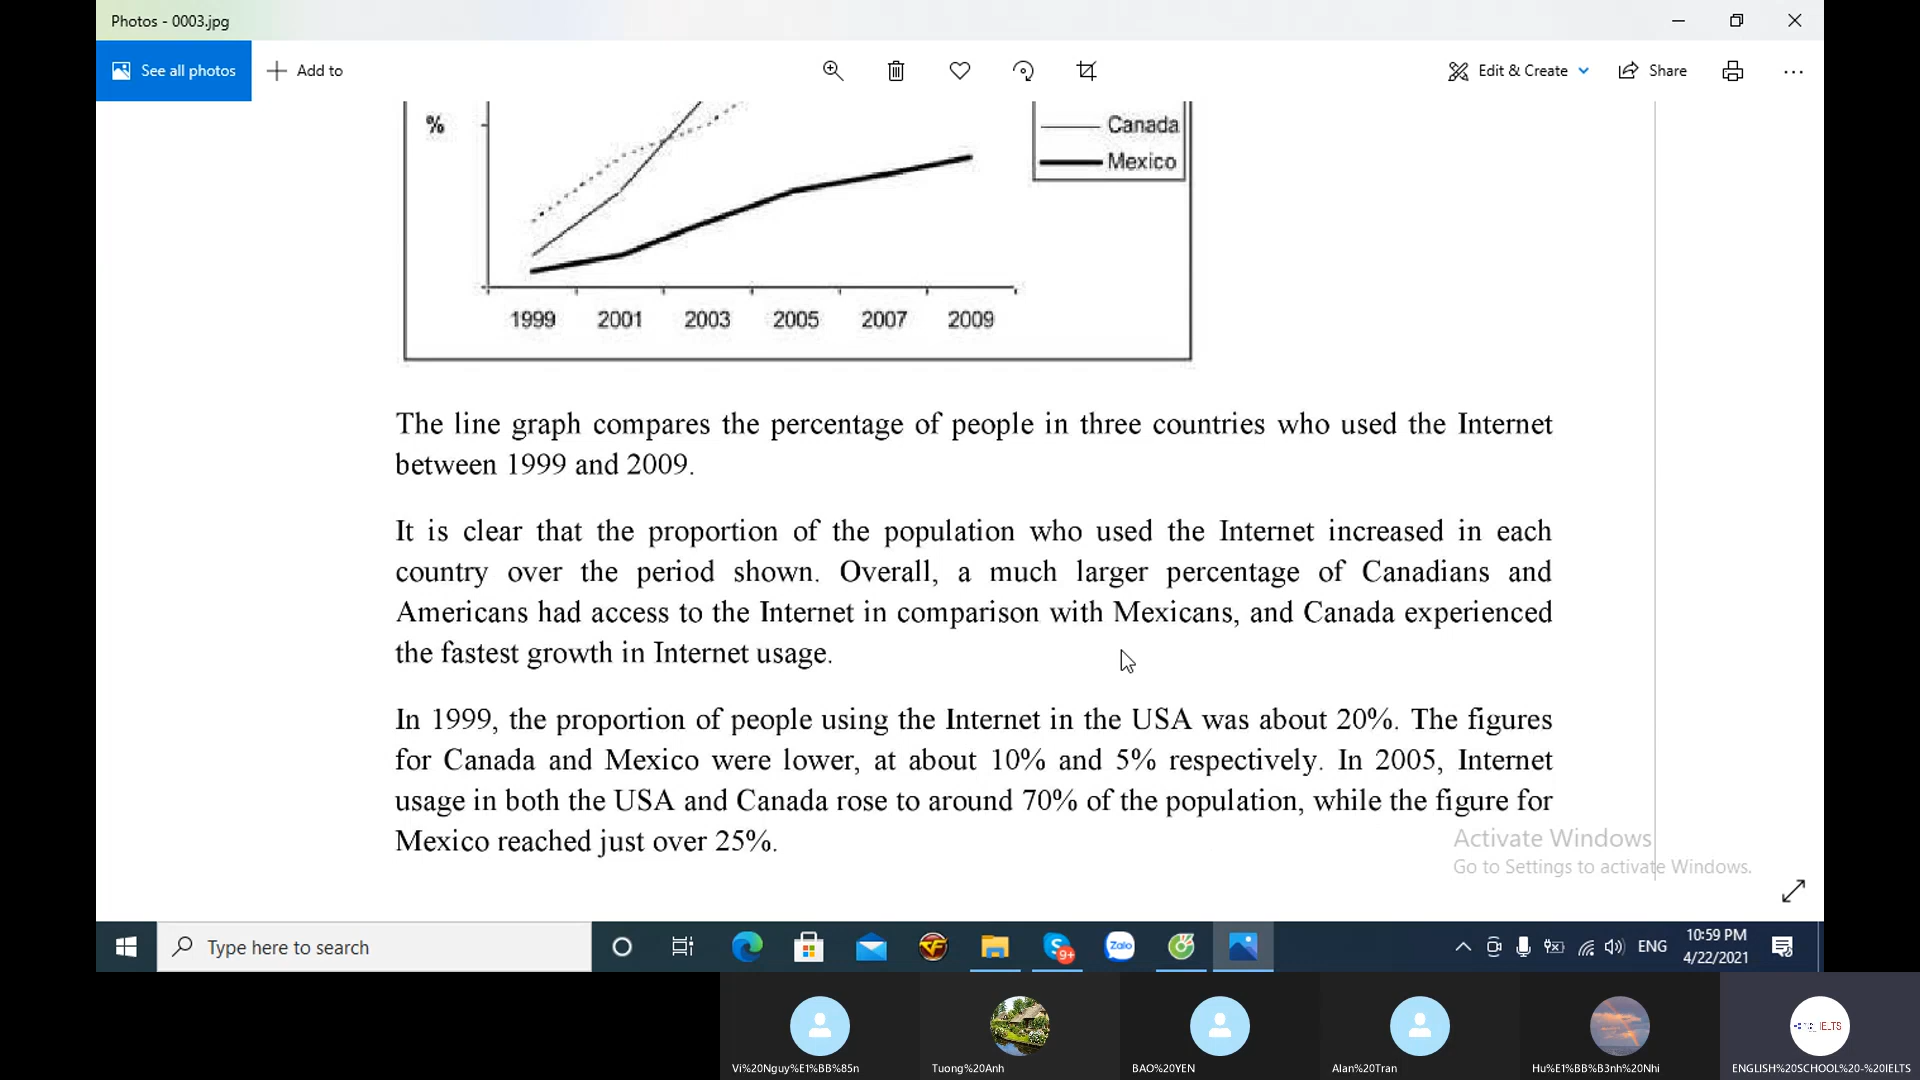 Photos - 0003.jpg
See all photos
Add to
Edit & Create
Share
%
Canada
Mexico
1999 2001 2003 2005 2007 2009
The line graph compares the percentage of people in three countries who used the Internet
between 1999 and 2009.
It is clear that the proportion of the population who used the Internet increased in each
country over the period shown. Overall, a much larger percentage of Canadians and
Americans had access to the Internet in comparison with Mexicans, and Canada experienced
the fastest growth in Internet usage.
In 1999, the proportion of people using the Internet in the USA was about 20%. The figures
for Canada and Mexico were lower, at about 10% and 5% respectively. In 2005, Internet
usage in both the USA and Canada rose to around 70% of the population, while the figure for
Mexico reached just over 25%.
Activate Windows
Go to Settings to activate Windows.
Type here to search
9+
Zalo
ENG
10:59 PM
4/22/2021
IELTS
Vi%20Nguy%E1%BB%85n
Tuong%20Anh
BAO%20YEN
Alan%20Tran
Hu%E1%BB%B3nh%20Nhi
ENGLISH%20SCHOOL%20-%20IELTS